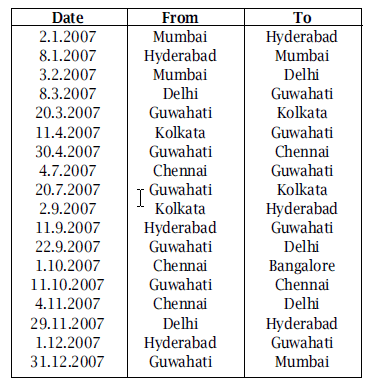 Date From To
2.1.2007 Mumbai Hyderabad
8.1.2007 Hyderabad Mumbai
3.2.2007 Mumbai Delhi
8.3.2007 Delhi Guwahati
20.3.2007 Guwahati Kolkata
11.4.2007 Kolkata Guwahati
30.4.2007 Guwahati Chennai
4.7.2007 Chennai Guwahati
20.7.2007 Guwahati Kolkata
2.9.2007 Kolkata Hyderabad
11.9.2007 Hyderabad Guwahati
22.9.2007 Guwahati Delhi
1.10.2007 Chennai Bangalore
11.10.2007 Guwahati Chennai
4.11.2007 Chennai Delhi
29.11.2007 Delhi Hyderabad
1.12.2007 Hyderabad Guwahati
31.12.2007 Guwahati Mumbai